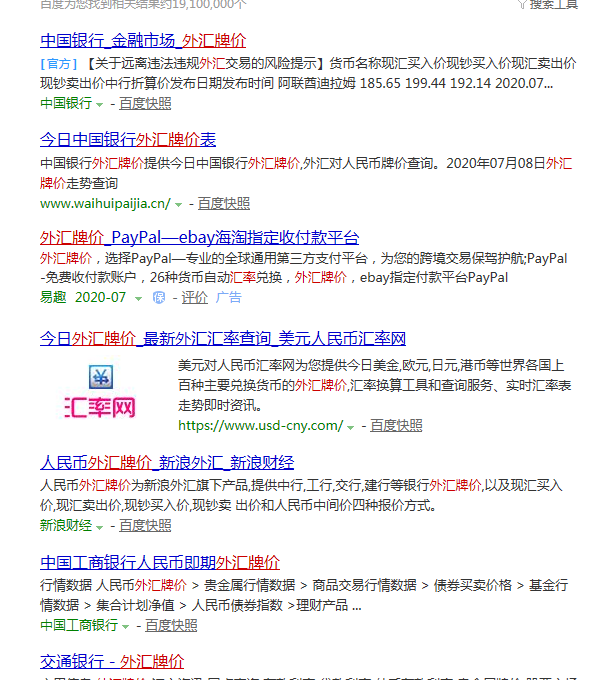 百度为您找到相关结果约19,100,000个
搜索工具
中国银行_金融市场_外汇牌价
[官方] 【关于远离违法违规外汇交易的风险提示】货币名称现汇买入价现钞买入价现汇卖出价
现钞卖出价中行折算价发布日期发布时间 阿联酋迪拉姆 185.65 199.44 192.14 2020.07...
中国银行 - 百度快照
今日中国银行外汇牌价表
中国银行外汇牌价提供今日中国银行外汇牌价,外汇对人民币牌价查询。2020年07月08日外汇
牌价走势查询
www.waihuipaijia.cn/ - 百度快照
外汇牌价_PayPal—ebay海淘指定收付款平台
外汇牌价，选择PayPal—专业的全球通用第三方支付平台，为您的跨境交易保驾护航;PayPal
-免费收付款账户，26种货币自动汇率兑换，外汇牌价，ebay指定付款平台PayPal
易趣 2020-07 保 - 评价 广告
今日外汇牌价_最新外汇汇率查询_美元人民币汇率网
汇率网
美元对人民币汇率网为您提供今日美金,欧元,日元,港币等世界各国上
百种主要兑换货币的外汇牌价,汇率换算工具和查询服务、实时汇率表
走势即时资讯。
https://www.usd-cny.com/ - 百度快照
人民币外汇牌价_新浪外汇_新浪财经
人民币外汇牌价为新浪外汇旗下产品,提供中行,工行,交行,建行等银行外汇牌价,以及现汇买入
价,现汇卖出价,现钞买入价,现钞卖 出价和人民币中间价四种报价方式。
新浪财经 - 百度快照
中国工商银行人民币即期外汇牌价
行情数据 人民币外汇牌价 > 贵金属行情数据 > 商品交易行情数据 > 债券买卖价格 > 基金行
情数据 > 集合计划净值 > 人民币债券指数 >理财产品 ...
中国工商银行 - 百度快照
交通银行 - 外汇牌价